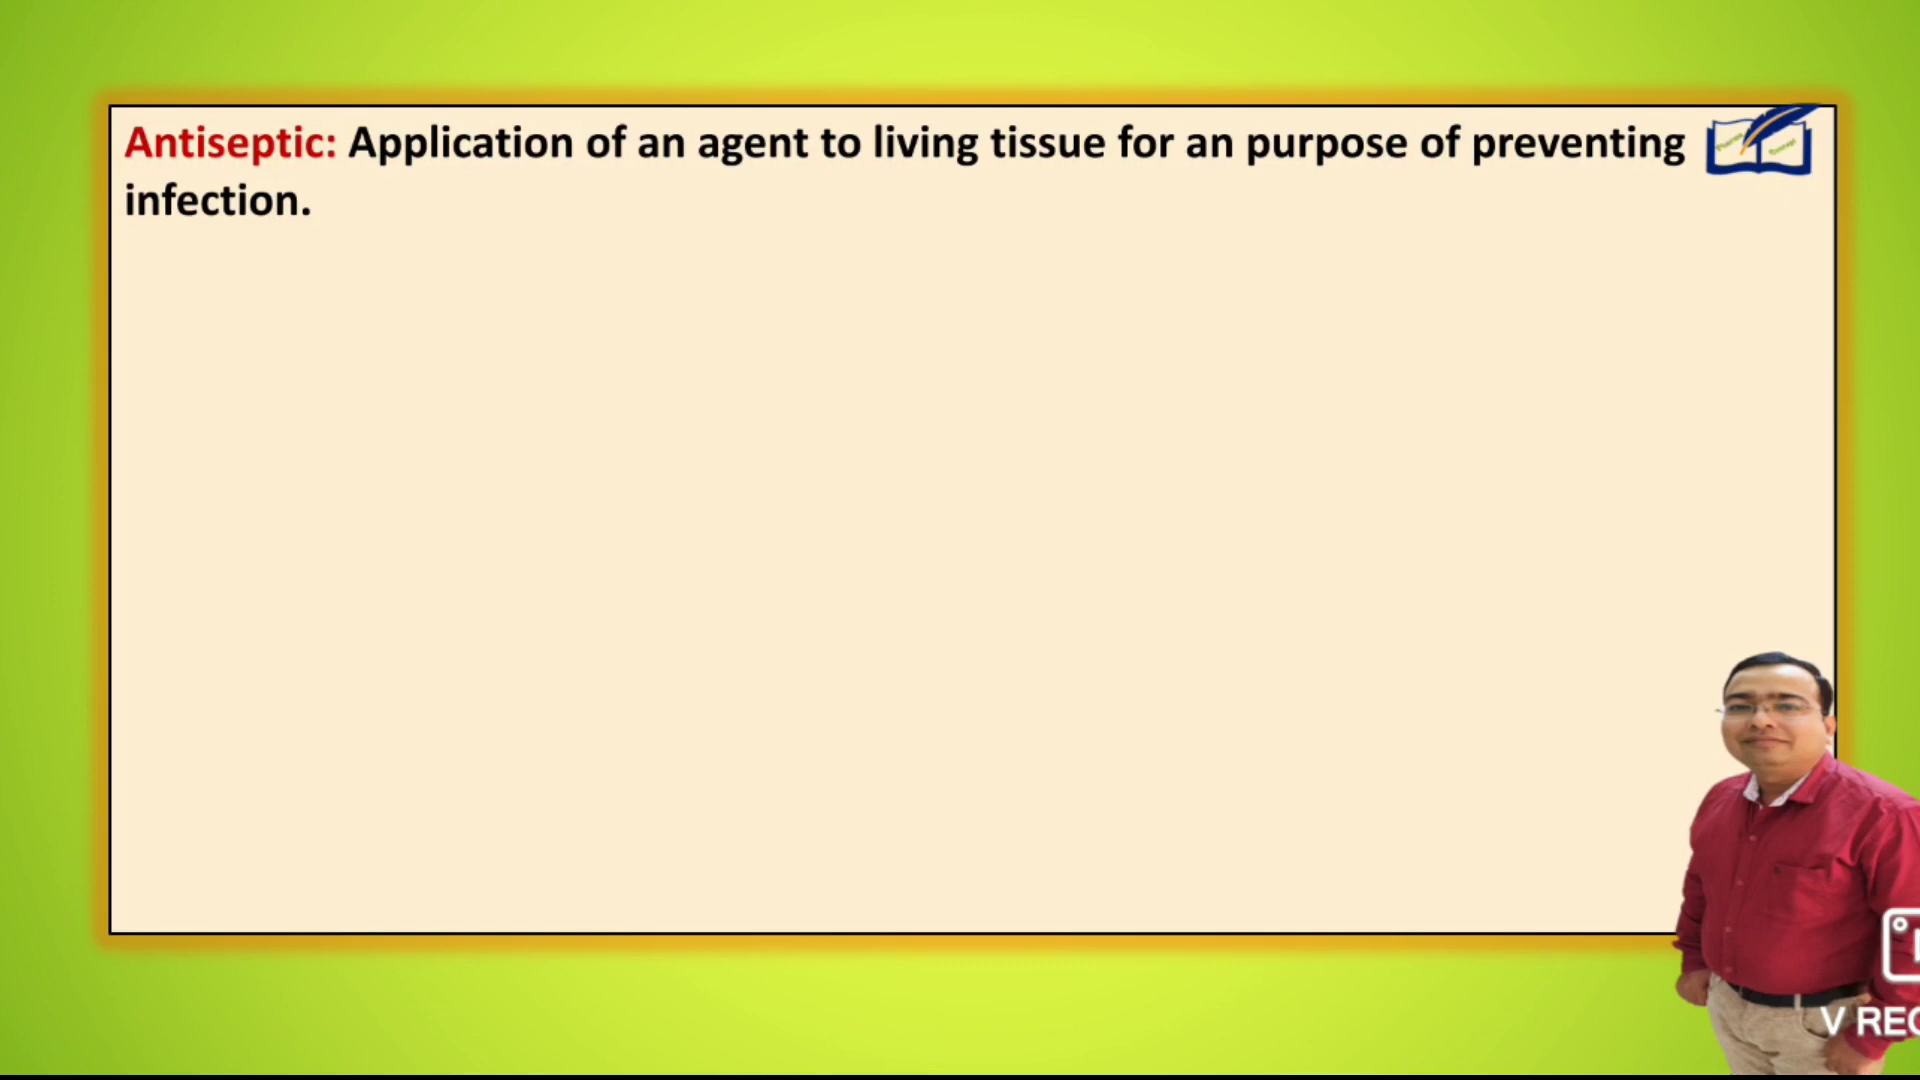 Antiseptic: Application of an agent to living tissue for an purpose of preventing
infection.
V REC